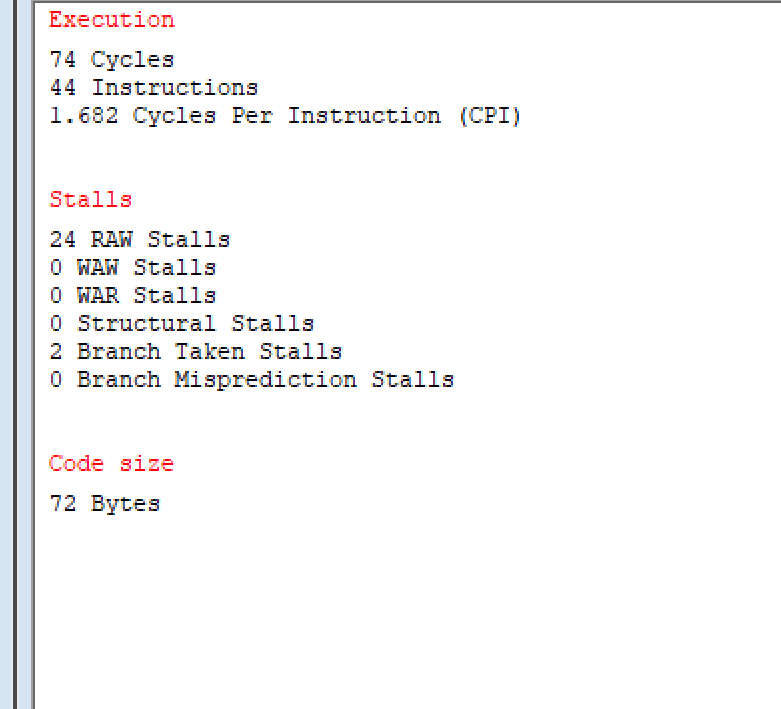 Execution
74 Cycles
44 Instructions
1.682 Cycles Per Instruction (CPI)
Stalls
24 RAW Stalls
0 WAW Stalls
0 WAR Stalls
0 Structural Stalls
2 Branch Taken Stalls
0 Branch Misprediction Stalls
Code size
72 Bytes